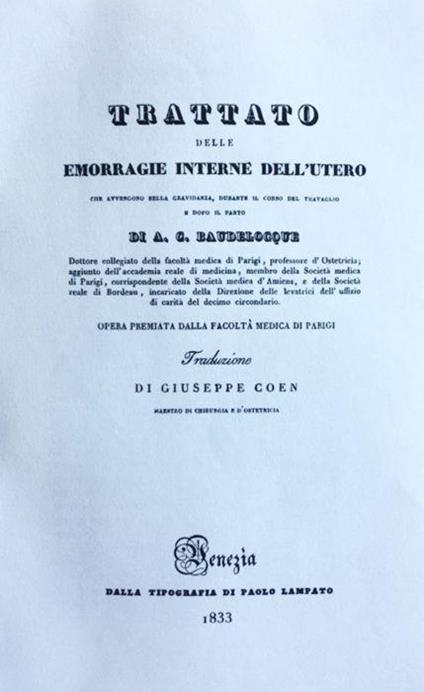 TRATTATO
DELLE
EMORRAGIE INTERNE DELL'UTERO
CHE AVVENGONO NELLA GRAVIDANZA, DURANTE IL CORSO DEL TRAVAGLIO
E DOPO IL PARTO
DI A. C. BAUDELOCQUE
Dottore collegiato della facoltà medica di Parigi, professore d'Ostetricia;
aggiunto dell'accademia reale di medicina, membro della Società medica
di Parigi, corrispondente della Società medica d'Amiens, e della Società
reale di Bordeau, incaricato della Direzione delle levatrici dell'uffizio
di carità del decimo circondario.
OPERA PREMIATA DALLA FACOLTÀ MEDICA DI PARIGI
Traduzione
DI GIUSEPPE COEN
MAESTRO DI CHIRURGIA E D'OSTETRICIA
Venezia
DALLA TIPOGRAFIA DI PAOLO LAMPATO
1833